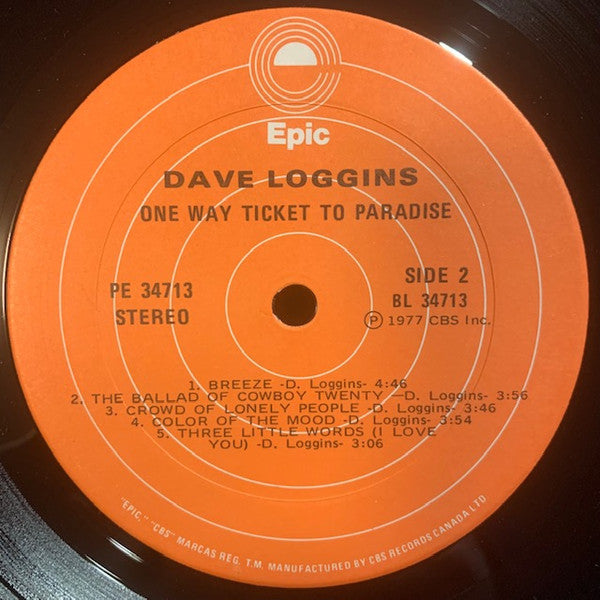 Epic
DAVE LOGGINS
ONE WAY TICKET TO PARADISE
PE 34713
STEREO
SIDE 2
BL 34713
Ⓟ 1977 CBS Inc.
1. BREEZE -D. Loggins- 4:46
2. THE BALLAD OF COWBOY TWENTY —D. Loggins- 3:56
3. CROWD OF LONELY PEOPLE -D. Loggins- 3:46
4. COLOR OF THE MOOD -D. Loggins- 3:54
5. THREE LITTLE WORDS (I LOVE
YOU) -D. Loggins- 3:06
"EPIC," "CBS" MARCAS REG. T.M. MANUFACTURED BY CBS RECORDS CANADA LTD